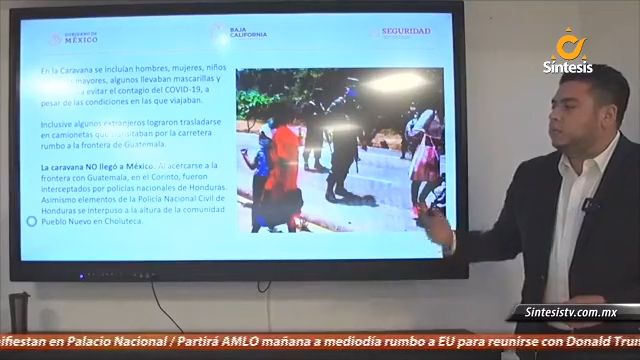 GOBIERNO DE
MÉXICO
BAJA
CALIFORNIA
SEGURIDAD
Síntesis
En la Caravana se incluían hombres, mujeres, niños
mayores, algunos llevaban mascarillas y
evitar el contagio del COVID-19, a
pesar de las condiciones en las que viajaban.
Inclusive algunos extranjeros lograron trasladarse
en camionetas que transitaban por la carretera
rumbo a la frontera de Guatemala.
La caravana NO llegó a México. Al acercarse a la
frontera con Guatemala, en el Corinto, fueron
interceptados por policías nacionales de Honduras.
Asimismo elementos de la Policía Nacional Civil de
Honduras se interpuso a la altura de la comunidad
Pueblo Nuevo en Choluteca.
Sintesistv.com.mx
nifiestan en Palacio Nacional / Partirá AMLO mañana a mediodía rumbo a EU para reunirse con Donald Trum